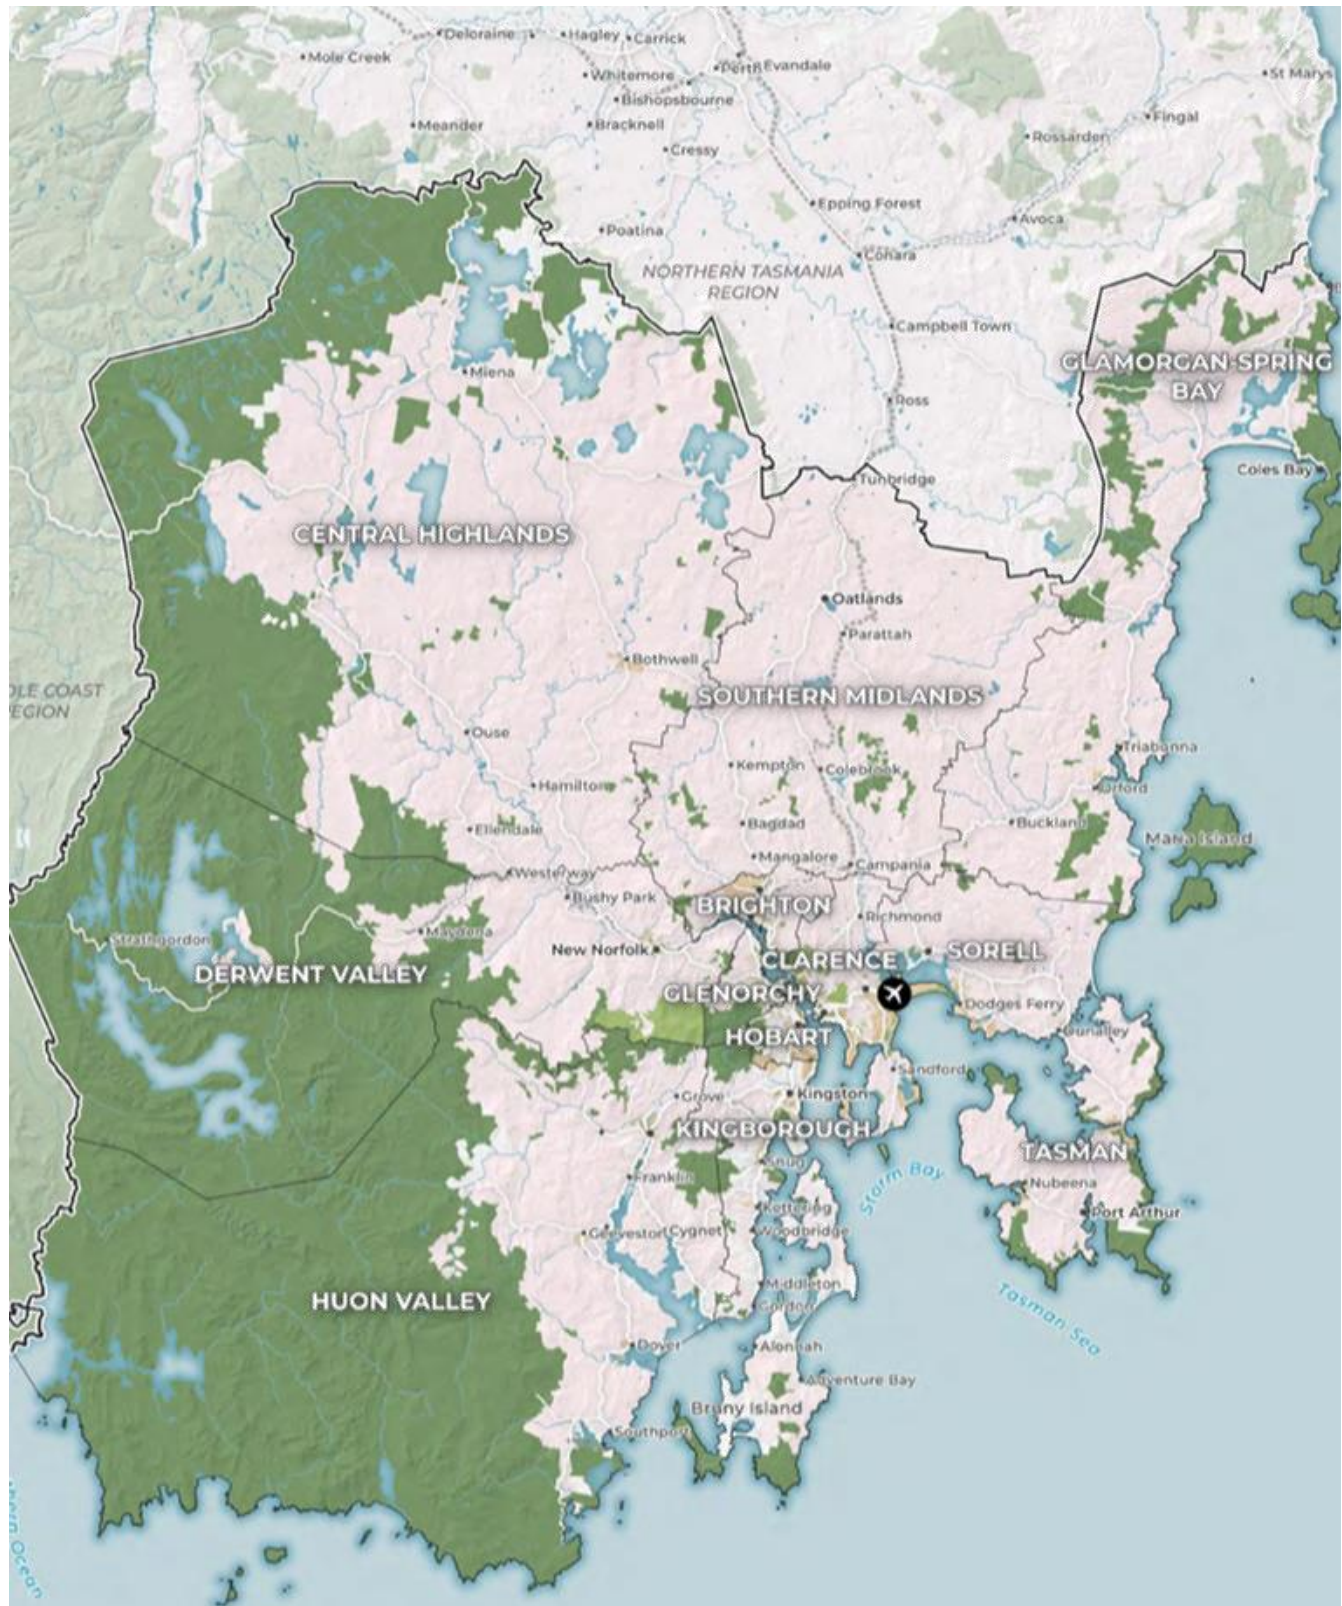 Deloraine
Hagley
Carrick
Mole Creek
Perth
Evandale
Whitemore
St Marys
Bishopsbourne
Fingal
Meander
Bracknell
Rossarden
Cressy
Epping Forest
Avoca
Poatina
Conara
NORTHERN TASMANIA
REGION
Campbell Town
GLAMORGAN-SPRING
BAY
Miena
Ross
Coles Bay
Tunbridge
CENTRAL HIGHLANDS
Oatlands
Parattah
Bothwell
OLE COAST
EGION
SOUTHERN MIDLANDS
Ouse
Triabunna
Kempton
Colebrook
Hamilton
Orford
Ellendale
Bagdad
Buckland
Maria Island
Mangalore
Campania
Westerway
Bushy Park
BRIGHTON
Richmond
Maydena
Strathgordon
New Norfolk
SORELL
CLARENCE
DERWENT VALLEY
GLENORCHY
Dodges Ferry
HOBART
Dunalley
Sandford
Grove
Kingston
KINGBOROUGH
TASMAN
Snug
Franklin
Storm Bay
Nubeena
Kettering
Port Arthur
Geeveston
Cygnet
Woodbridge
Middleton
HUON VALLEY
Gordon
Tasman Sea
Dover
Alonnah
Adventure Bay
Bruny Island
Southport
Ocean